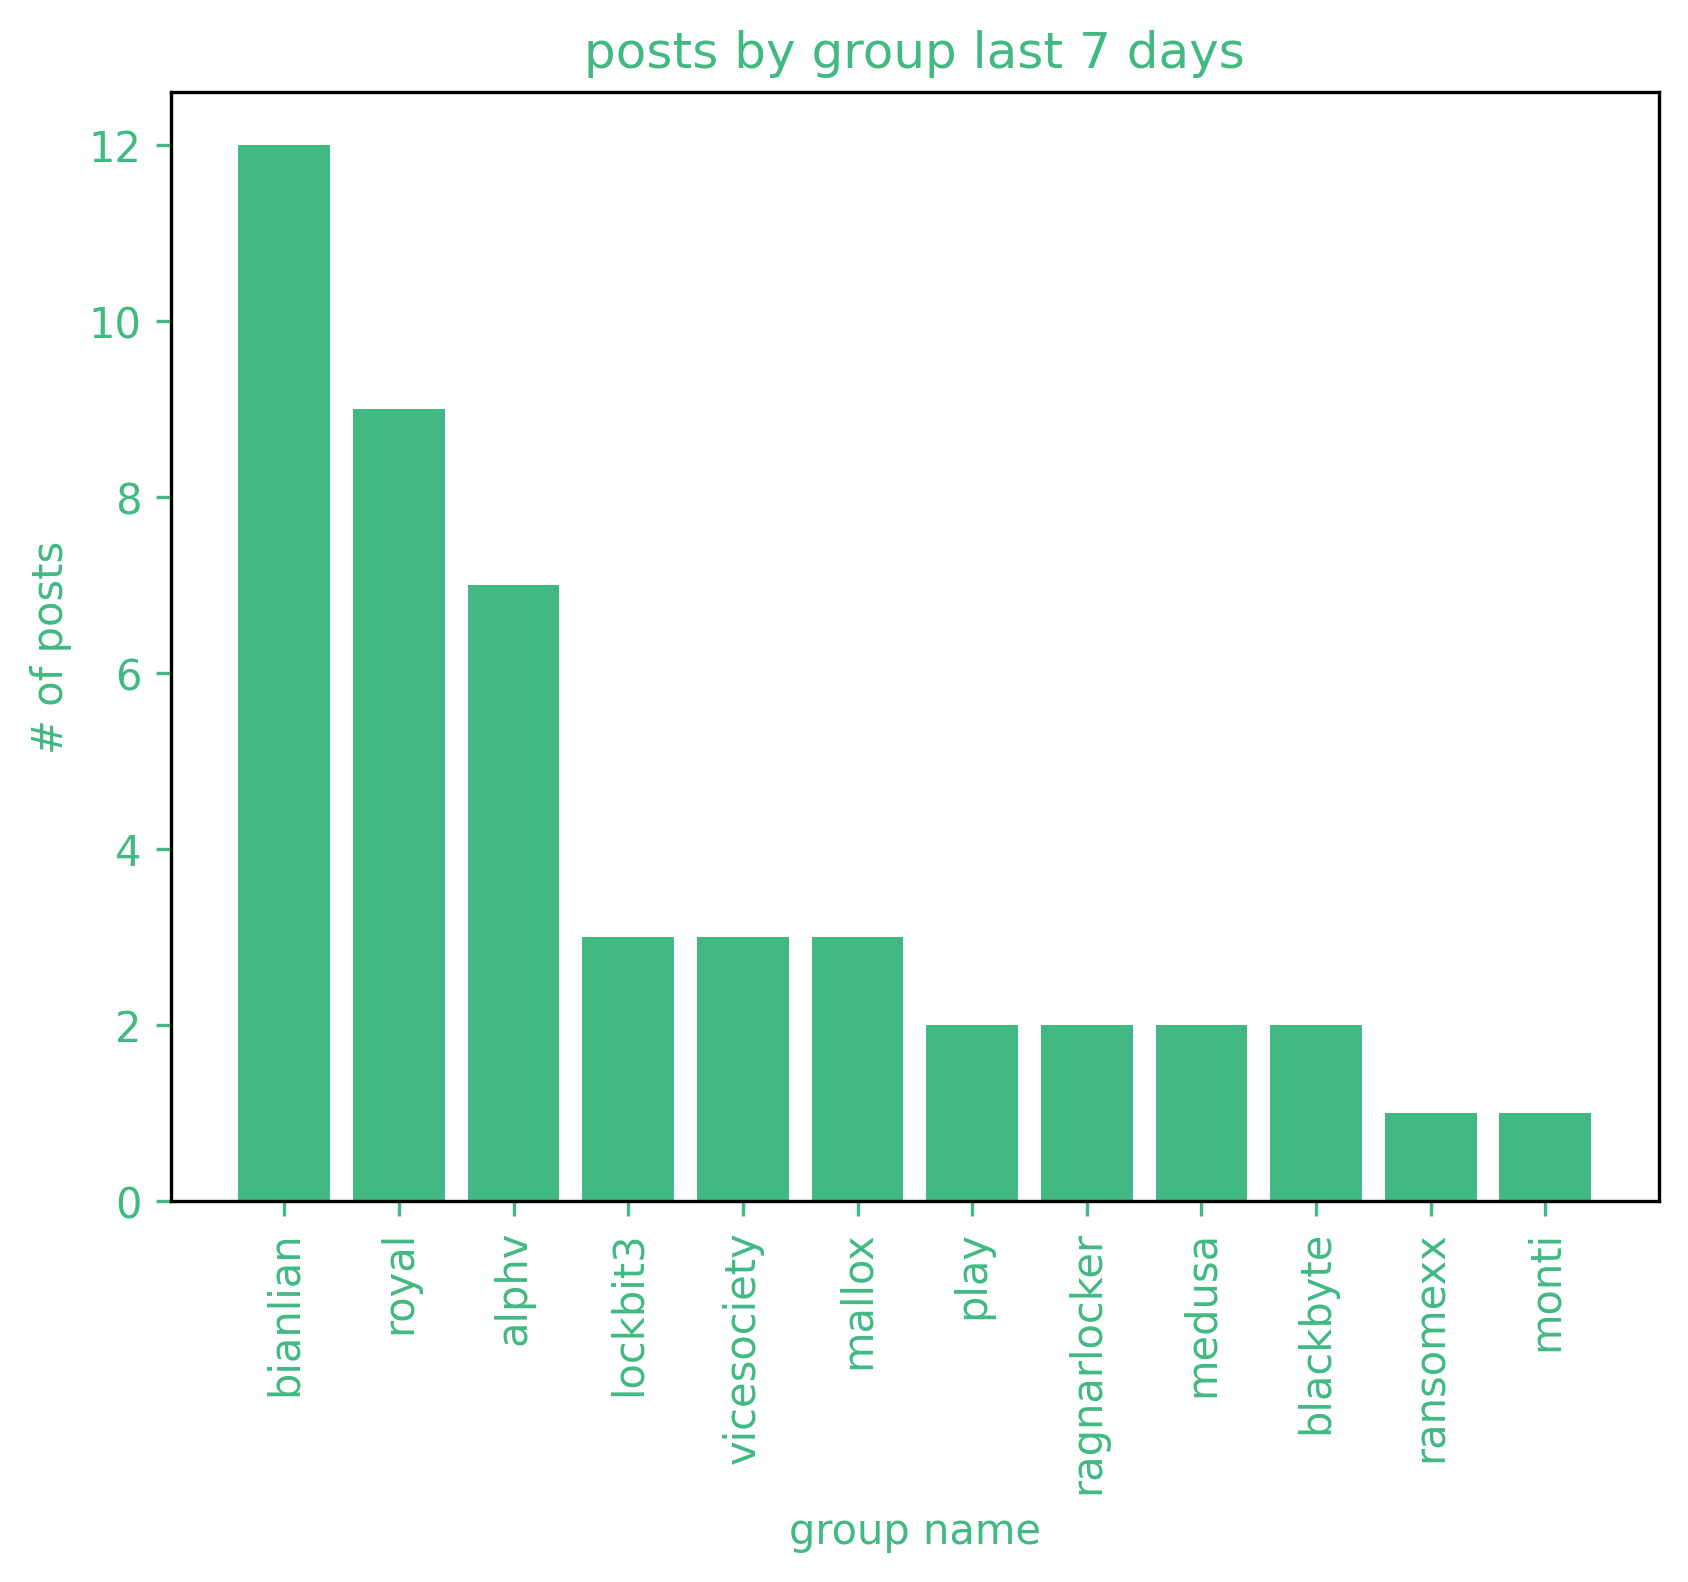 posts by group last 7 days
12
10
8
6
4
2
0
# of posts
bianlian
royal
alphv
lockbit3
vicesociety
mallox
play
ragnarlocker
medusa
blackbyte
ransomexx
monti
group name